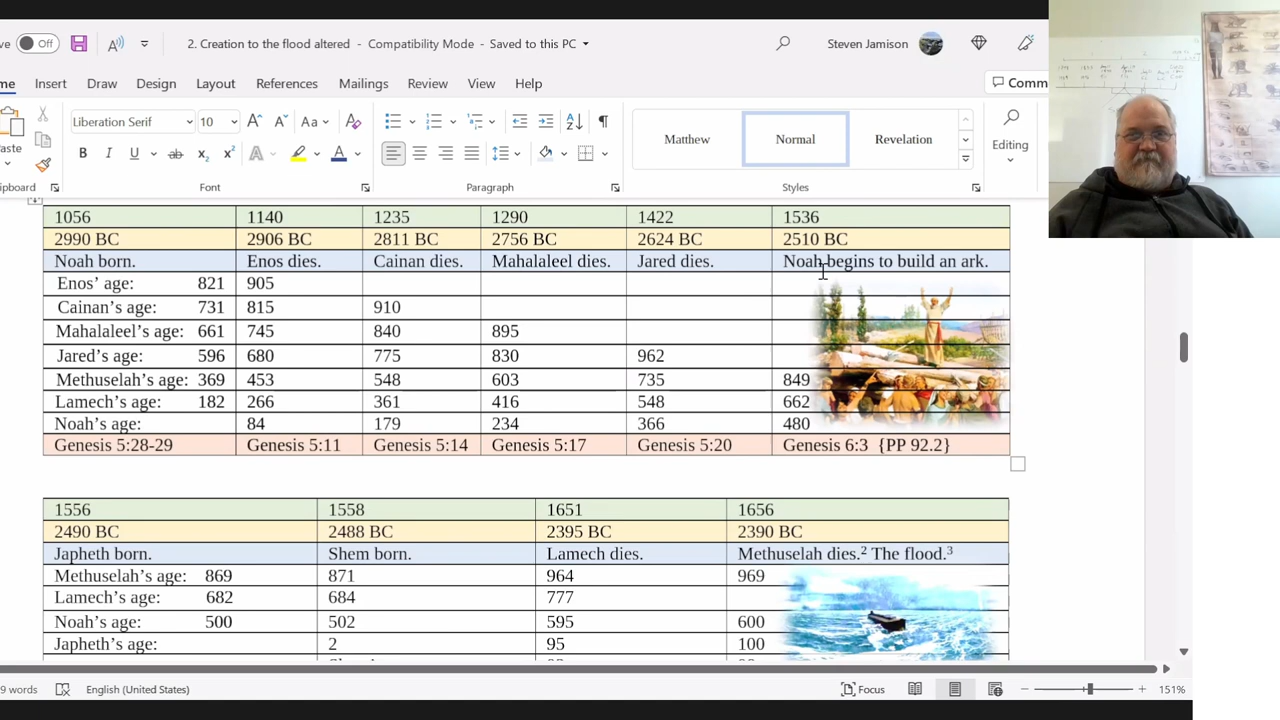 ve Off 2. Creation to the flood altered - Compatibility Mode - Saved to this PC Steven Jamison
me Insert Draw Design Layout References Mailings Review View Help Comm
aste Liberation Serif 10 Aa Matthew Normal Revelation Editing
lipboard Font Paragraph Styles
1056 1140 1235 1290 1422 1536
2990 BC 2906 BC 2811 BC 2756 BC 2624 BC 2510 BC
Noah born. Enos dies. Cainan dies. Mahalaleel dies. Jared dies. Noah begins to build an ark.
Enos’ age: 821 905
Cainan’s age: 731 815 910
Mahalaleel’s age: 661 745 840 895
Jared’s age: 596 680 775 830 962
Methuselah’s age: 369 453 548 603 735 849
Lamech’s age: 182 266 361 416 548 662
Noah’s age: 84 179 234 366 480
Genesis 5:28-29 Genesis 5:11 Genesis 5:14 Genesis 5:17 Genesis 5:20 Genesis 6:3 {PP 92.2}
1556 1558 1651 1656
2490 BC 2488 BC 2395 BC 2390 BC
Japheth born. Shem born. Lamech dies. Methuselah dies.² The flood.³
Methuselah’s age: 869 871 964 969
Lamech’s age: 682 684 777
Noah’s age: 500 502 595 600
Japheth’s age: 2 95 100
9 words English (United States) Focus 151%